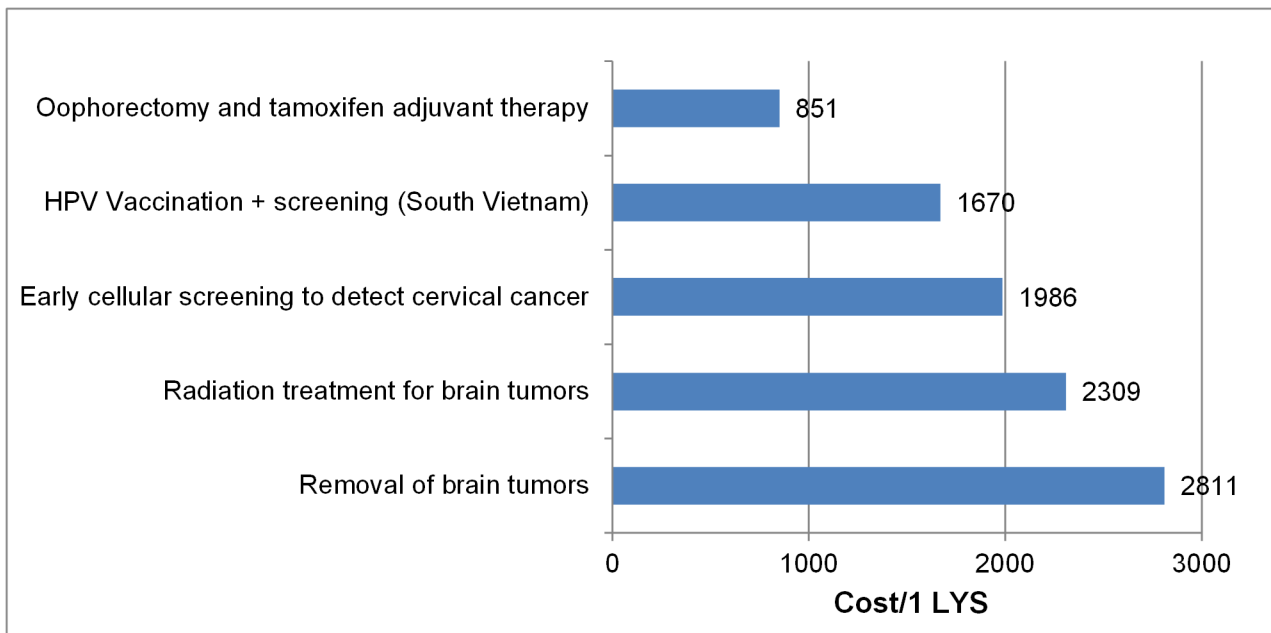 Oophorectomy and tamoxifen adjuvant therapy
851
HPV Vaccination + screening (South Vietnam)
1670
Early cellular screening to detect cervical cancer
1986
Radiation treatment for brain tumors
2309
Removal of brain tumors
2811
0 1000 2000 3000
Cost/1 LYS